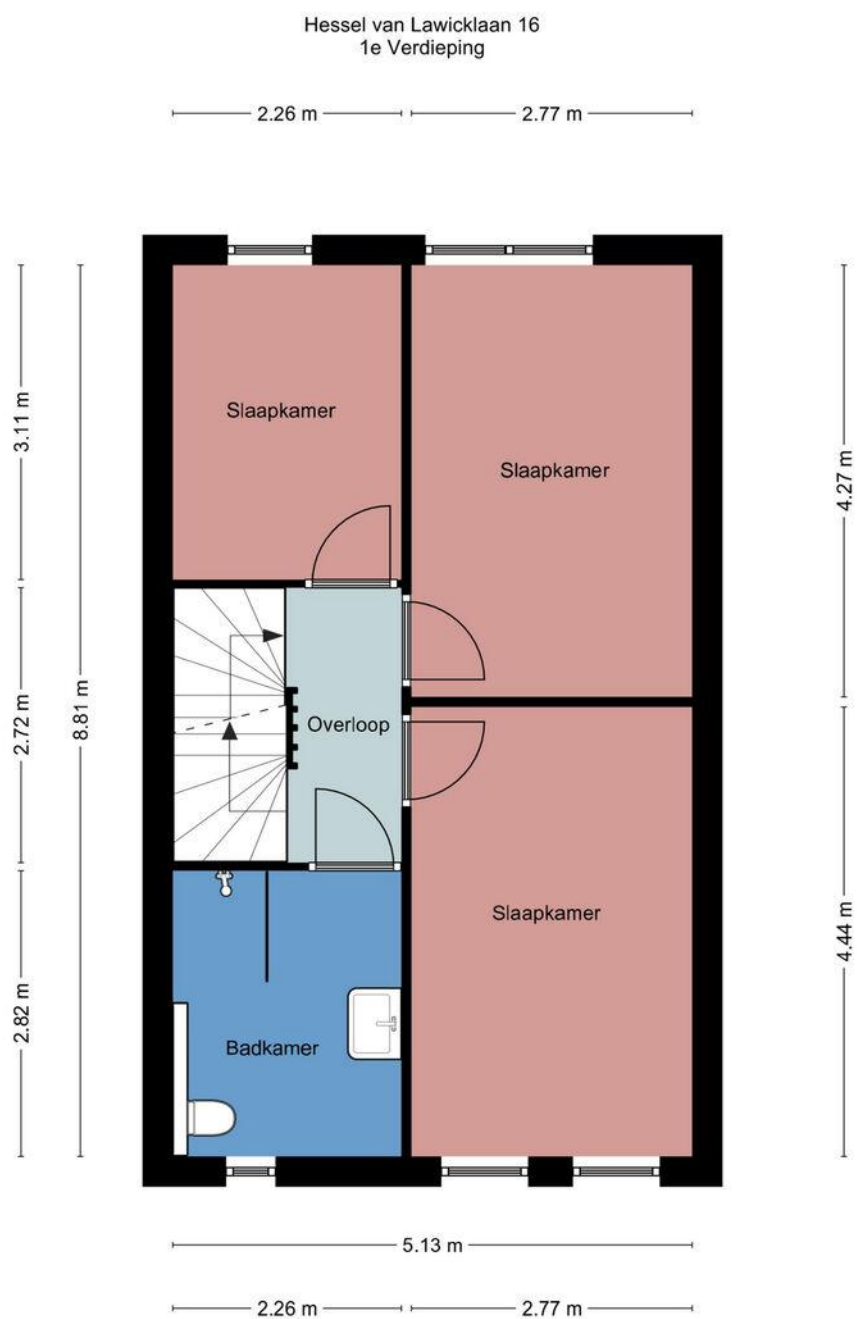 Hessel van Lawicklaan 16
1e Verdieping
2.26 m
2.77 m
3.11 m
2.72 m
2.82 m
8.81 m
4.27 m
4.44 m
Slaapkamer
Slaapkamer
Overloop
Slaapkamer
Badkamer
5.13 m
2.26 m
2.77 m